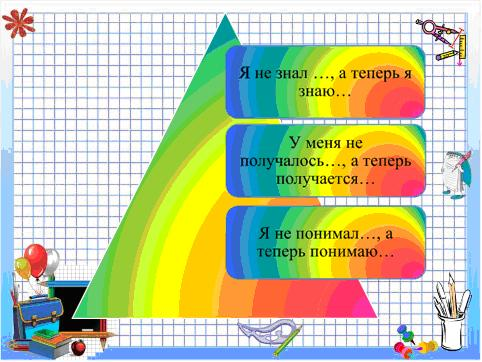 Я не знал …, а теперь я
знаю…
У меня не
получалось…, а теперь
получается…
Я не понимал…, а
теперь понимаю…